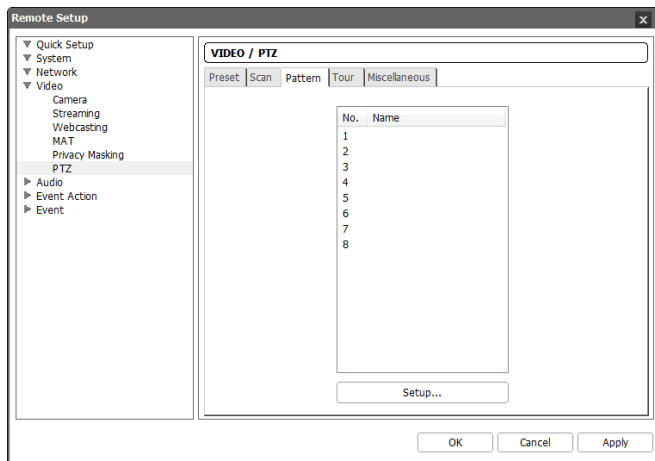 Remote Setup
x
Quick Setup
System
Network
Video
Camera
Streaming
Webcasting
MAT
Privacy Masking
PTZ
Audio
Event Action
Event
VIDEO / PTZ
Preset Scan Pattern Tour Miscellaneous
No. Name
1
2
3
4
5
6
7
8
Setup...
OK Cancel Apply